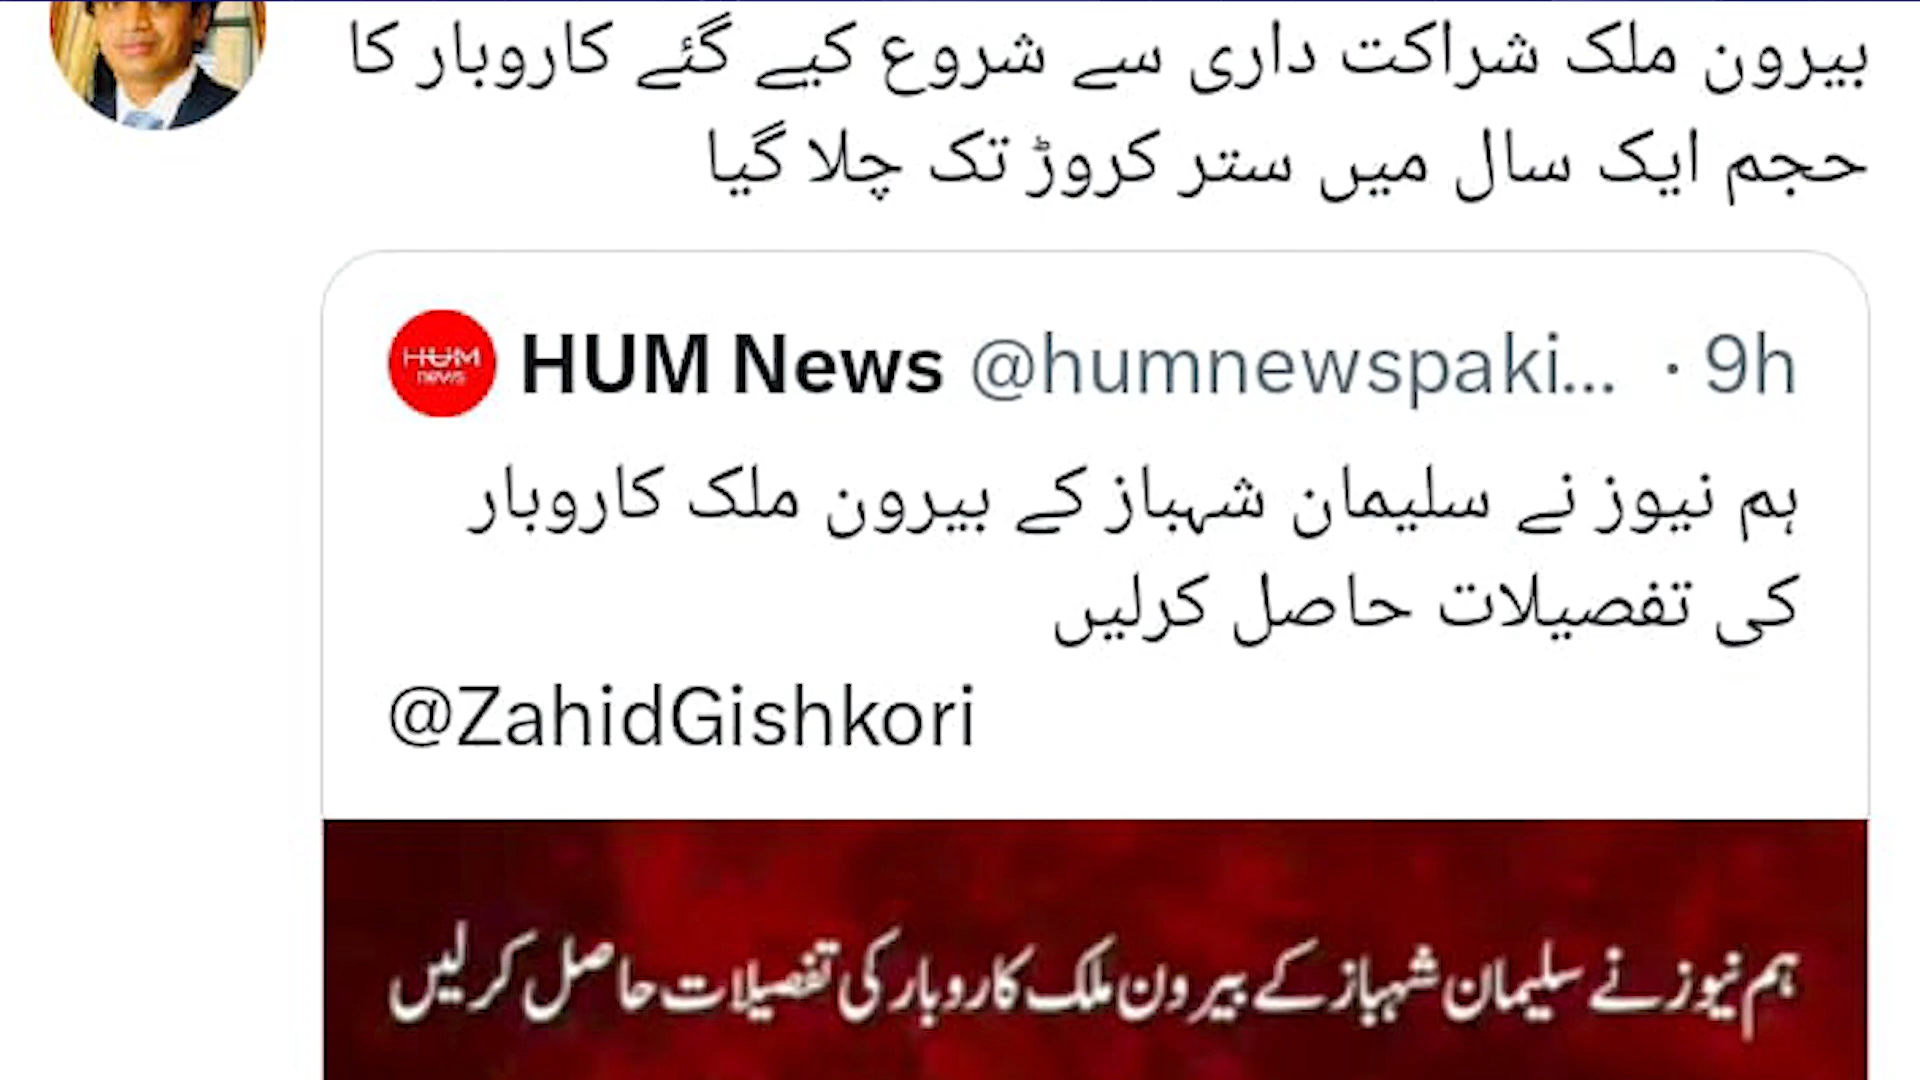 بیرون ملک شراکت داری سے شروع کیے گئے کاروبار کا
حجم ایک سال میں ستر کروڑ تک چلا گیا
HUM news
HUM News @humnewspaki... · 9h
ہم نیوز نے سلیمان شہباز کے بیرون ملک کاروبار
کی تفصیلات حاصل کرلیں
@ZahidGishkori
ہم نیوز نے سلیمان شہباز کے بیرون ملک کاروبار کی تفصیلات حاصل کرلیں